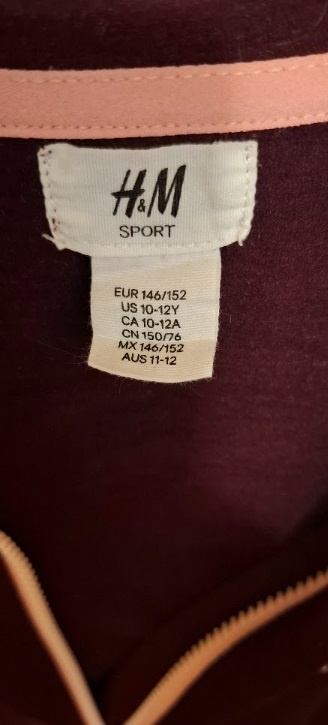 H&M
SPORT
EUR 146/152
US 10-12Y
CA 10-12A
CN 150/76
MX 146/152
AUS 11-12